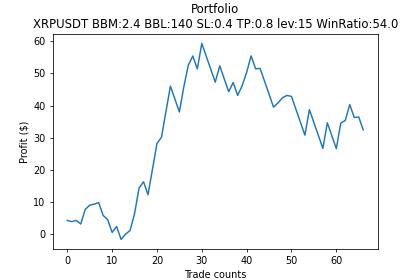 Portfolio
XRPUSDT BBM:2.4 BBL:140 SL:0.4 TP:0.8 lev:15 WinRatio:54.0
60
50
40
30
20
10
0
Profit ($)
0 10 20 30 40 50 60
Trade counts